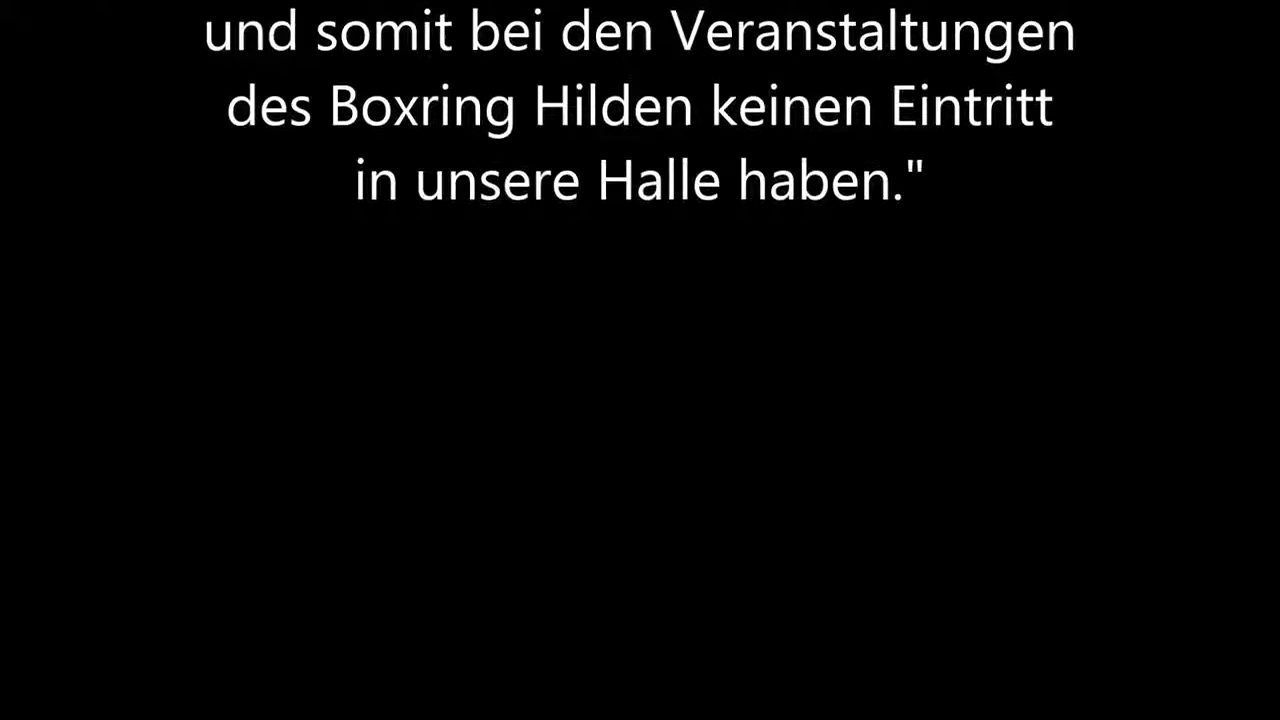 und somit bei den Veranstaltungen
des Boxring Hilden keinen Eintritt
in unsere Halle haben."